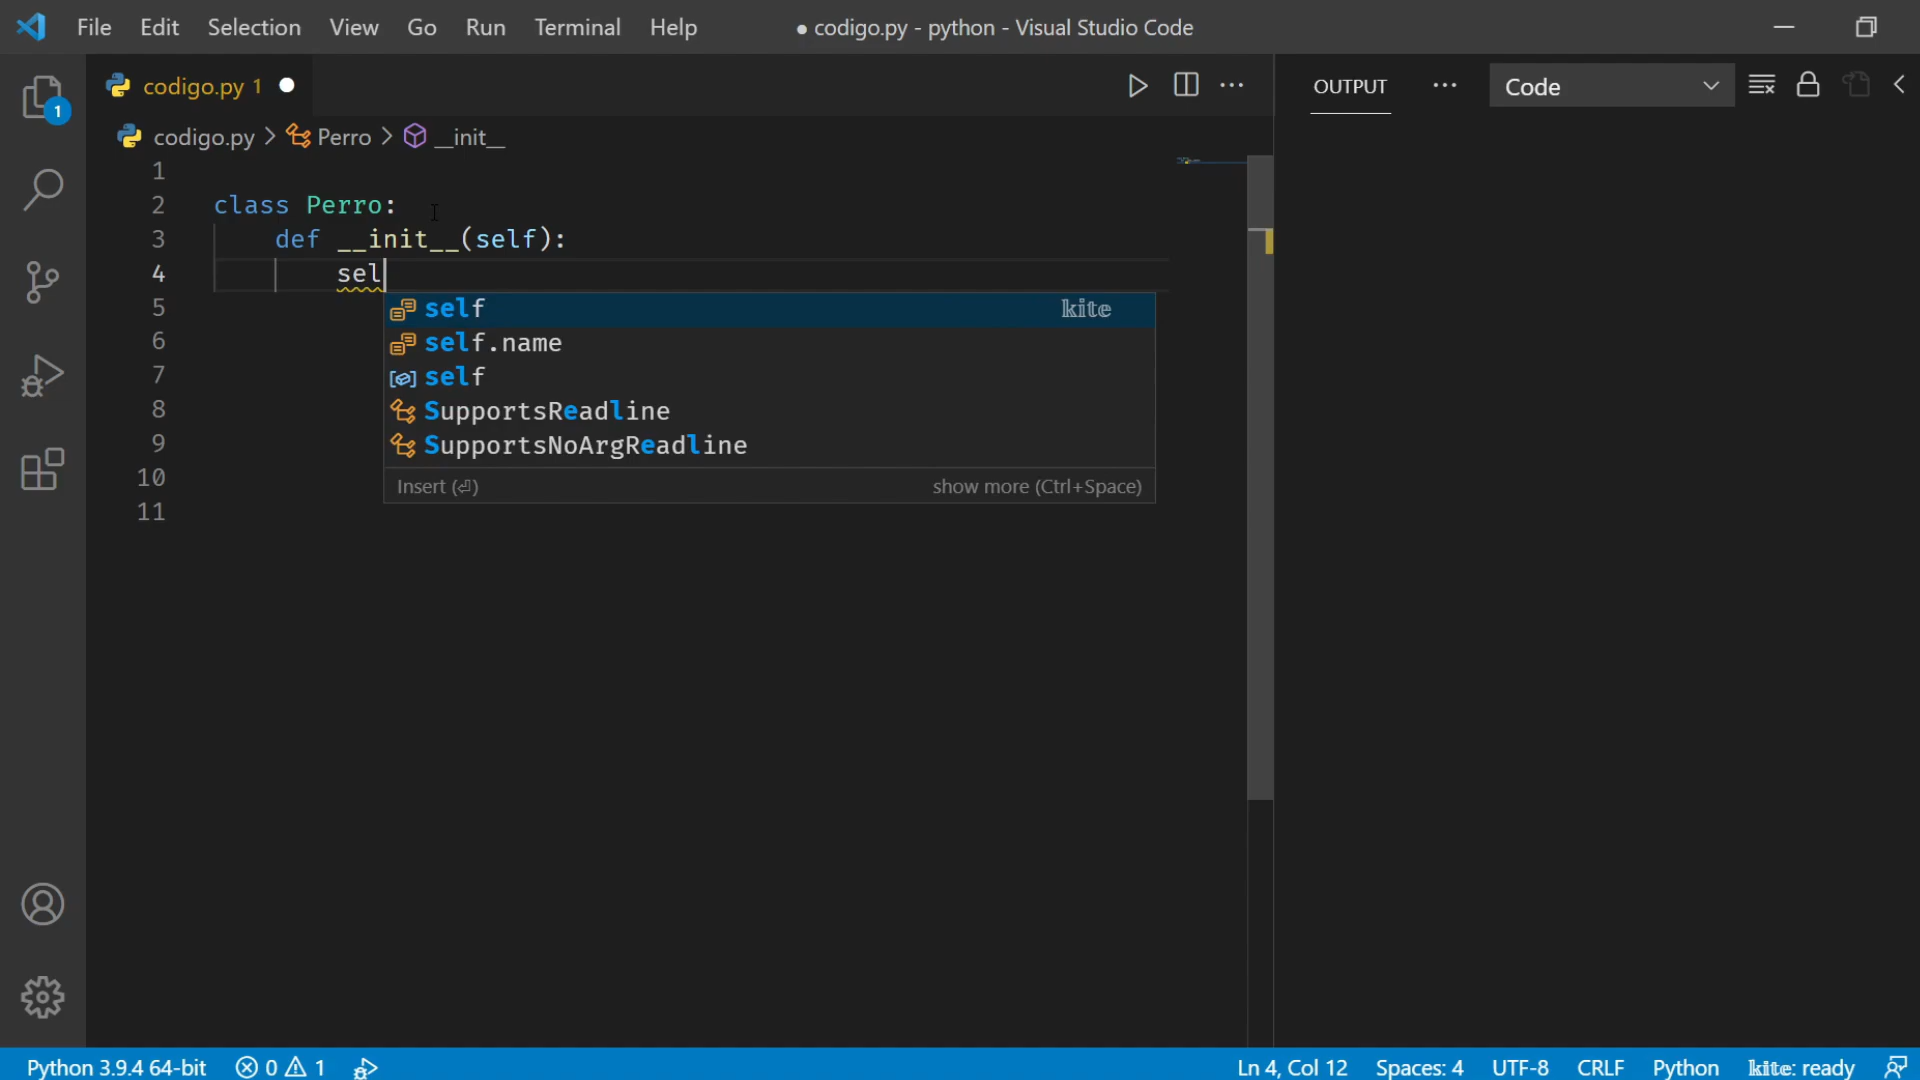 File Edit Selection View Go Run Terminal Help ● codigo.py - python - Visual Studio Code
codigo.py 1
OUTPUT ··· Code
codigo.py > Perro > __init__
1
2 class Perro:
3 def __init__(self):
4 sel
5 self kite
6 self.name
7 self
8 SupportsReadline
9 SupportsNoArgReadline
10 Insert (⏎) show more (Ctrl+Space)
11
1
Python 3.9.4 64-bit 0 1 Ln 4, Col 12 Spaces: 4 UTF-8 CRLF Python kite: ready